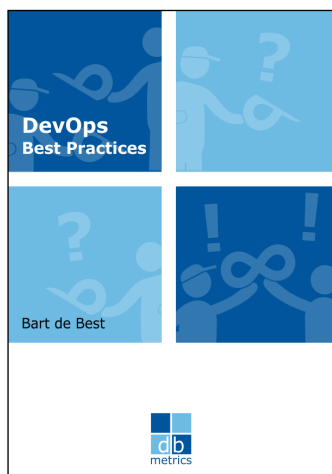 DevOps
Best Practices
?
?
! !
Bart de Best
db
metrics